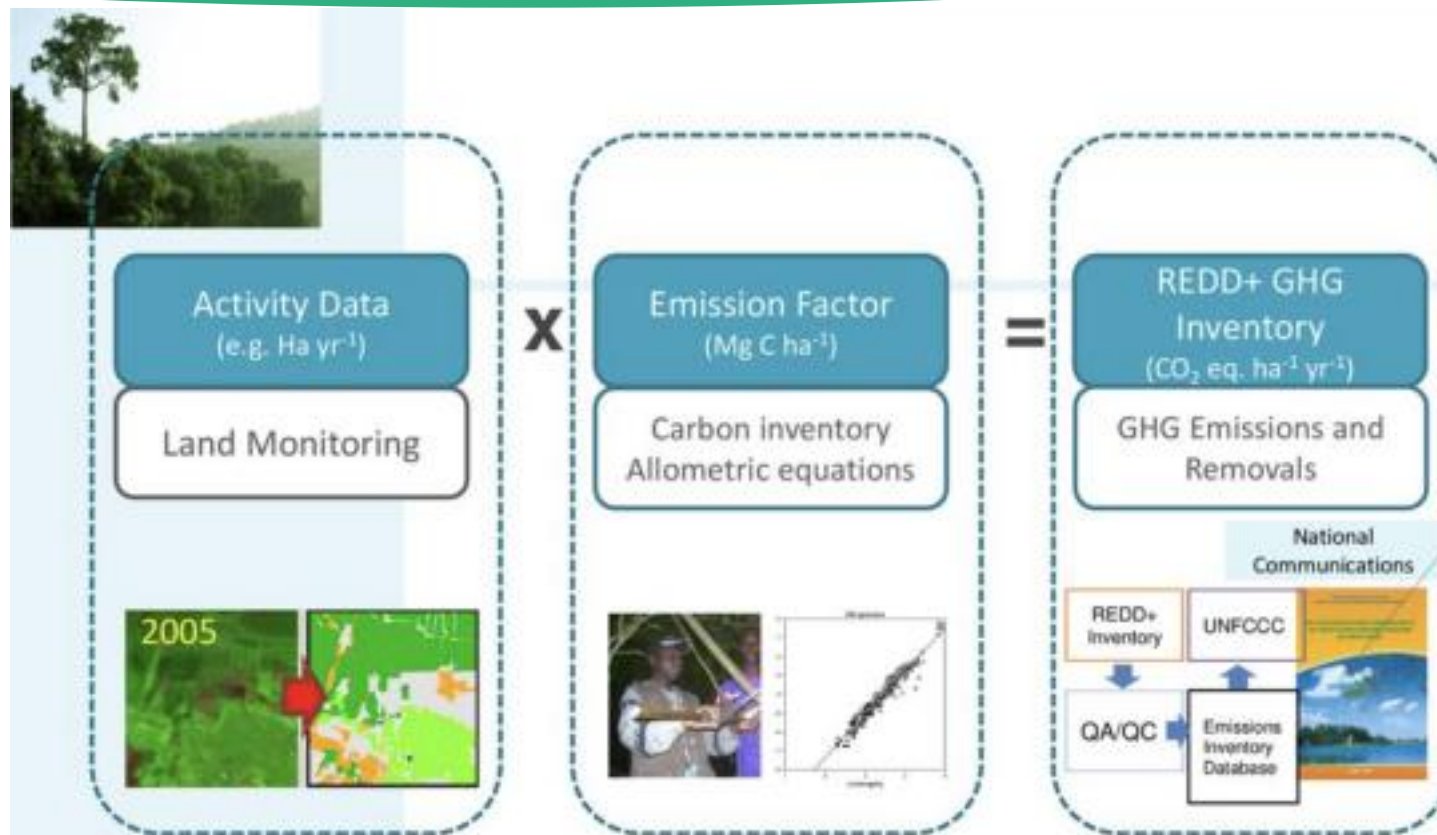 Activity Data
(e.g. Ha yr⁻¹)
Land Monitoring
x
Emission Factor
(Mg C ha⁻¹)
Carbon inventory
Allometric equations
=
REDD+ GHG
Inventory
(CO₂ eq. ha⁻¹ yr⁻¹)
GHG Emissions and
Removals
2005
National
Communications
REDD+
Inventory
UNFCCC
QA/QC
Emissions
Inventory
Database